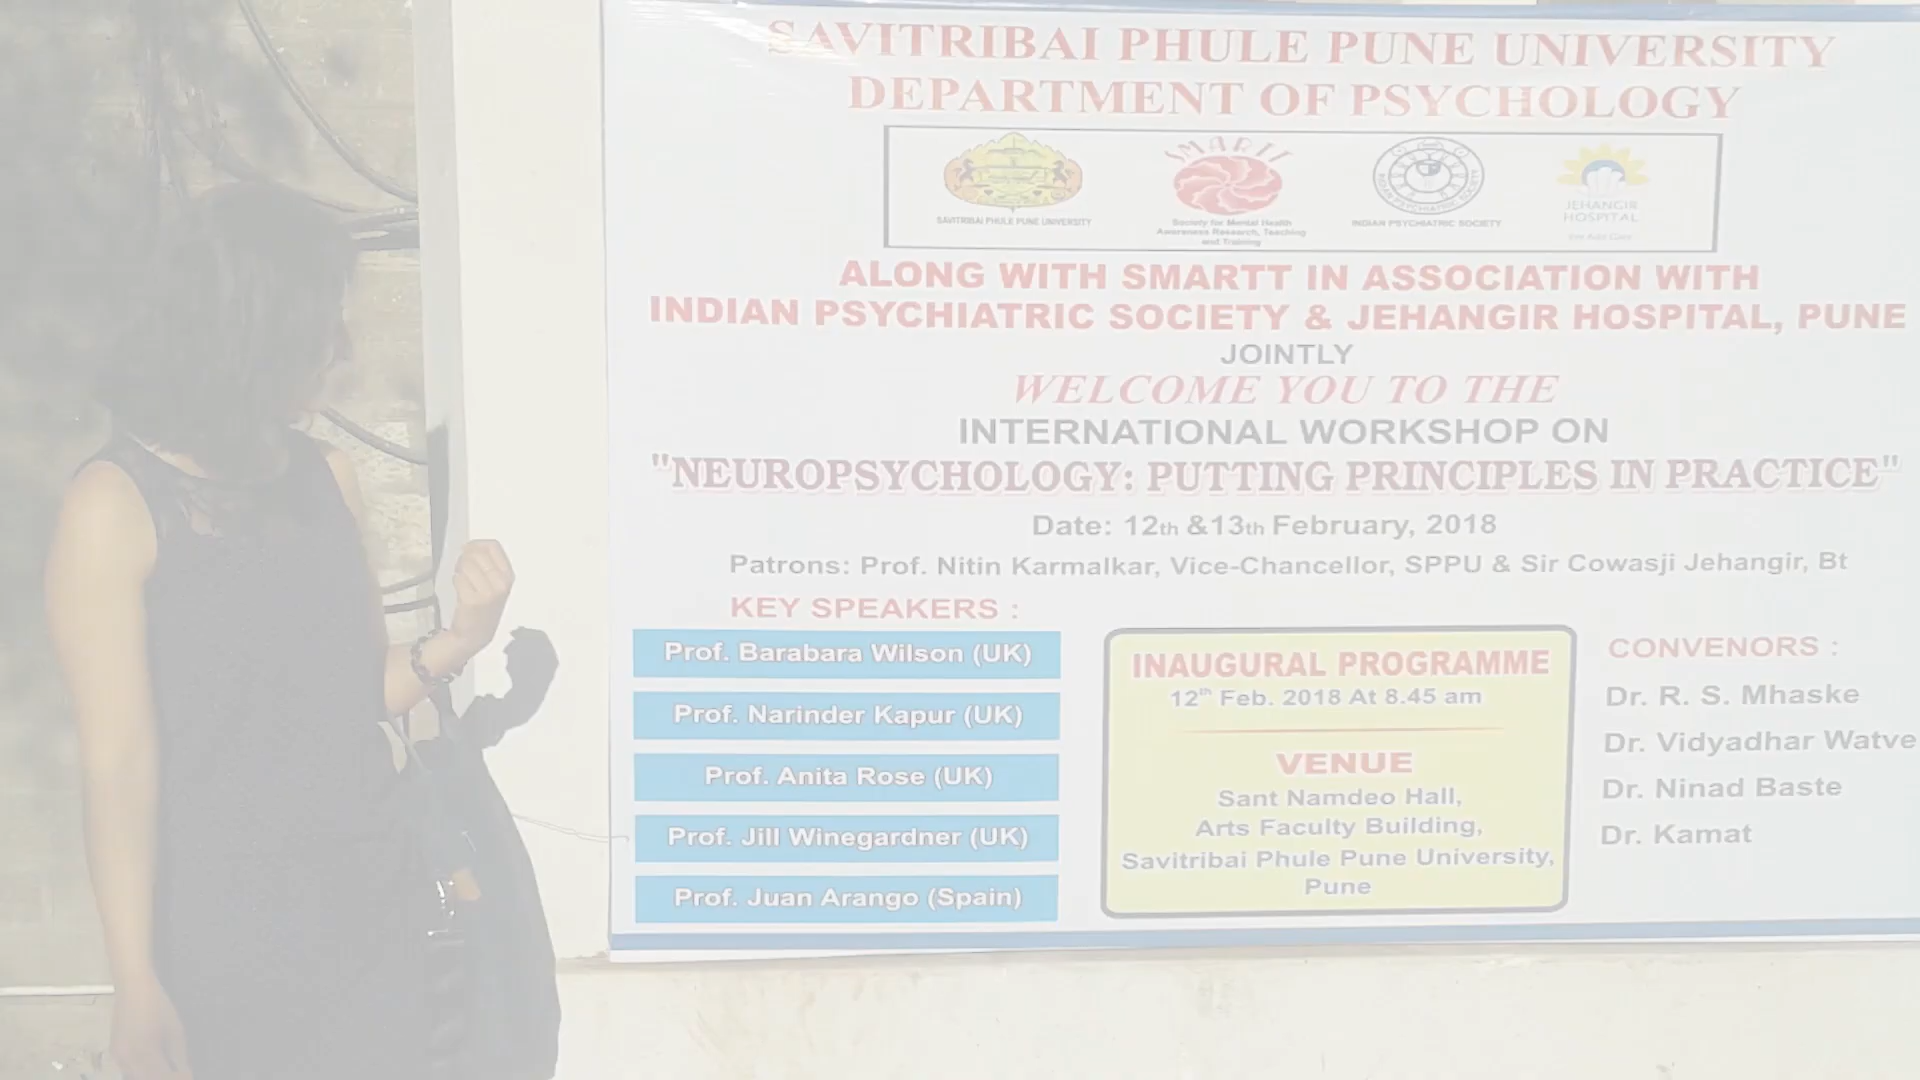 SAVITRIBAI PHULE PUNE UNIVERSITY
DEPARTMENT OF PSYCHOLOGY
SAVITRIBAI PHULE PUNE UNIVERSITY
SMARTT
Society for Mental Health
Awareness Research, Teaching
and Training
INDIAN PSYCHIATRIC SOCIETY
INDIAN PSYCHIATRIC SOCIETY
JEHANGIR
HOSPITAL
ALONG WITH SMARTT IN ASSOCIATION WITH
INDIAN PSYCHIATRIC SOCIETY & JEHANGIR HOSPITAL, PUNE
JOINTLY
WELCOME YOU TO THE
INTERNATIONAL WORKSHOP ON
"NEUROPSYCHOLOGY: PUTTING PRINCIPLES IN PRACTICE"
Date: 12th &13th February, 2018
Patrons: Prof. Nitin Karmalkar, Vice-Chancellor, SPPU & Sir Cowasji Jehangir, Bt
KEY SPEAKERS :
Prof. Barabara Wilson (UK)
Prof. Narinder Kapur (UK)
Prof. Anita Rose (UK)
Prof. Jill Winegardner (UK)
Prof. Juan Arango (Spain)
INAUGURAL PROGRAMME
12th Feb. 2018 At 8.45 am
VENUE
Sant Namdeo Hall,
Arts Faculty Building,
Savitribai Phule Pune University,
Pune
CONVENORS :
Dr. R. S. Mhaske
Dr. Vidyadhar Watve
Dr. Ninad Baste
Dr. Kamat